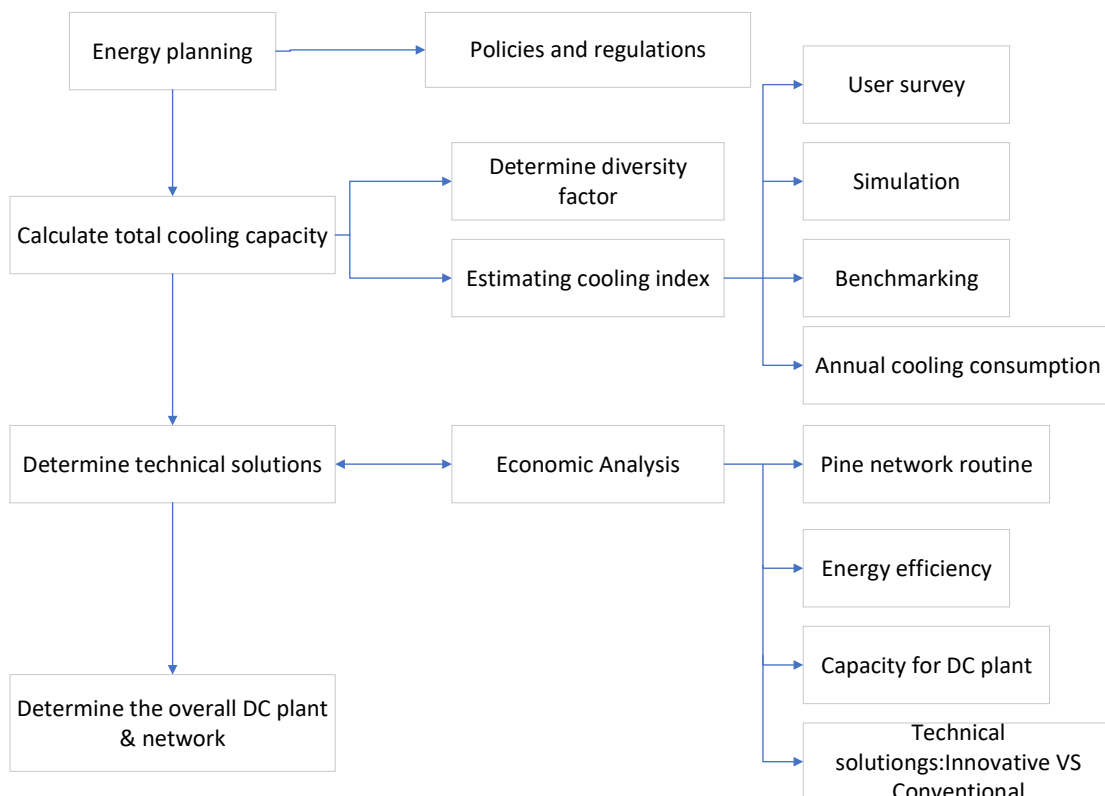 Energy planning
Policies and regulations
User survey
Determine diversity
factor
Simulation
Calculate total cooling capacity
Estimating cooling index
Benchmarking
Annual cooling consumption
Determine technical solutions
Economic Analysis
Pine network routine
Energy efficiency
Capacity for DC plant
Determine the overall DC plant
& network
Technical
solutiongs:Innovative VS
Conventional